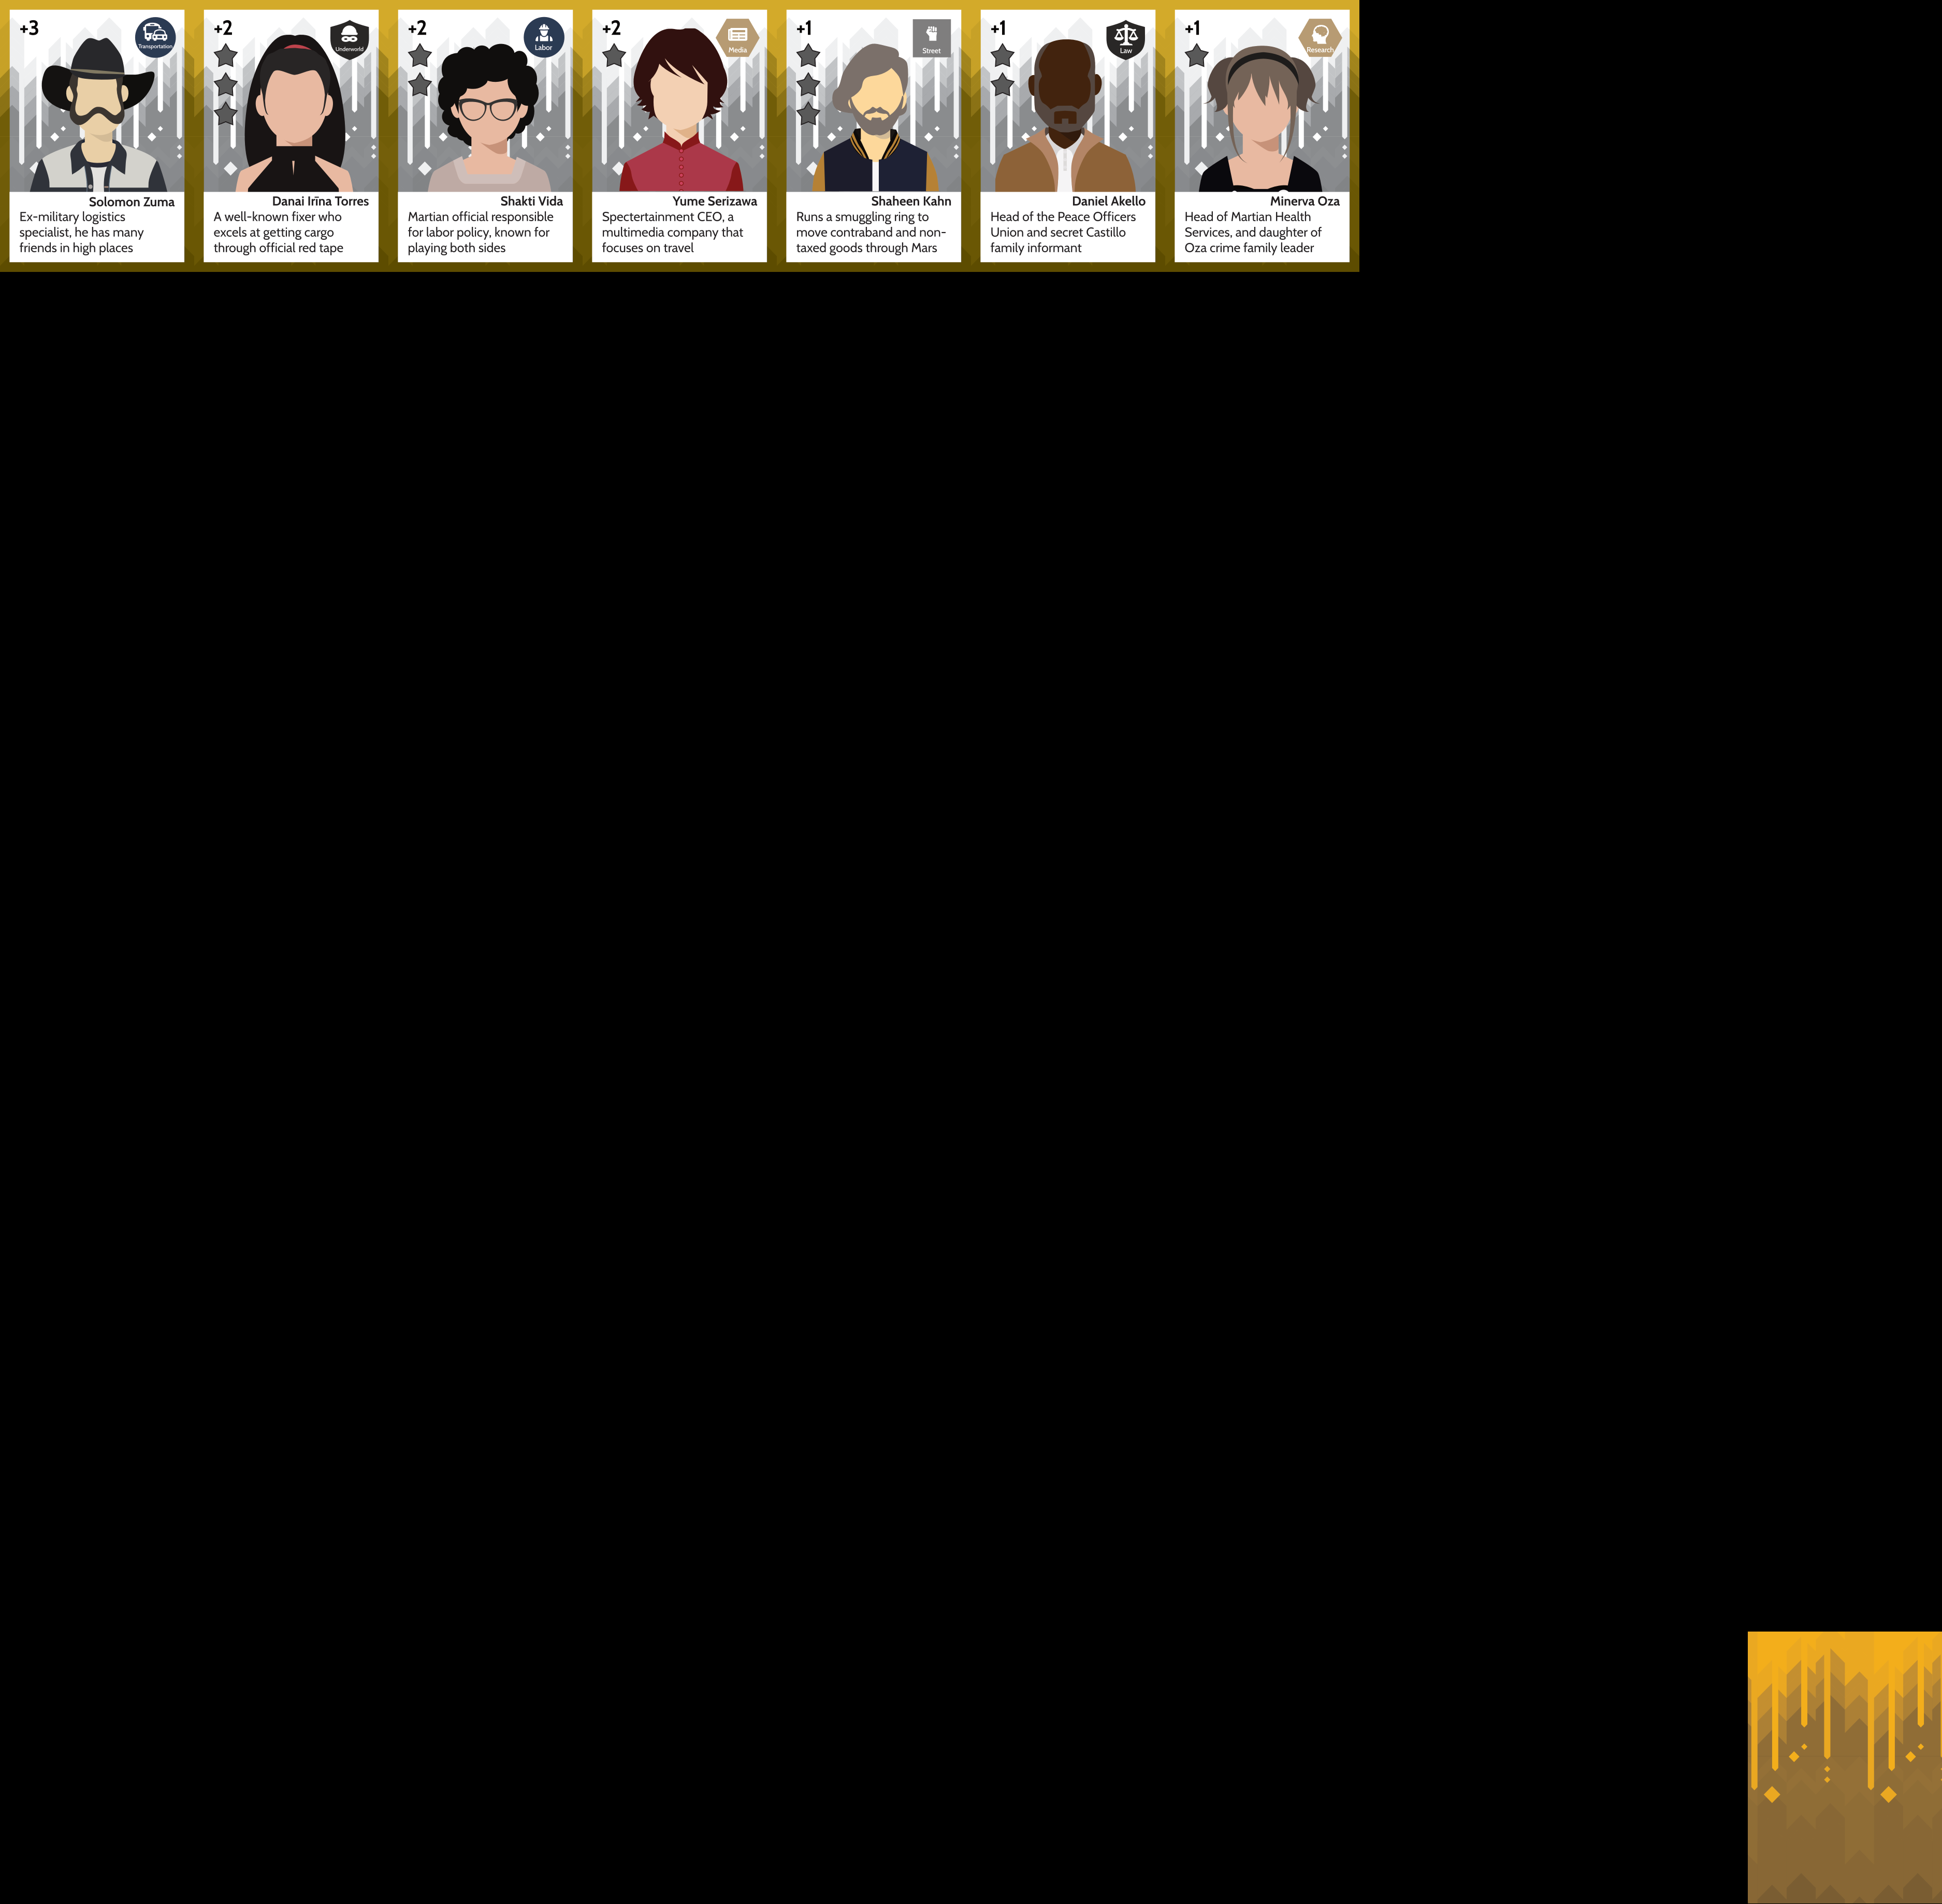 +3
Transportation
Solomon Zuma
Ex-military logistics
specialist, he has many
friends in high places
+2
Underworld
Danai Irīna Torres
A well-known fixer who
excels at getting cargo
through official red tape
+2
Labor
Shakti Vida
Martian official responsible
for labor policy, known for
playing both sides
+2
Media
Yume Serizawa
Spectertainment CEO, a
multimedia company that
focuses on travel
+1
Street
Shaheen Kahn
Runs a smuggling ring to
move contraband and non-
taxed goods through Mars
+1
Law
Daniel Akello
Head of the Peace Officers
Union and secret Castillo
family informant
+1
Research
Minerva Oza
Head of Martian Health
Services, and daughter of
Oza crime family leader